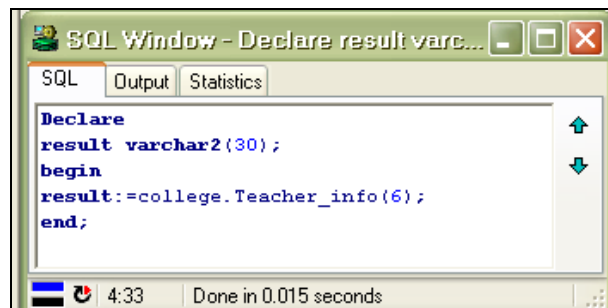 SQL Window - Declare result varc...
SQL Output Statistics
Declare
result varchar2(30);
begin
result:=college.Teacher_info(6);
end;
4:33 Done in 0.015 seconds